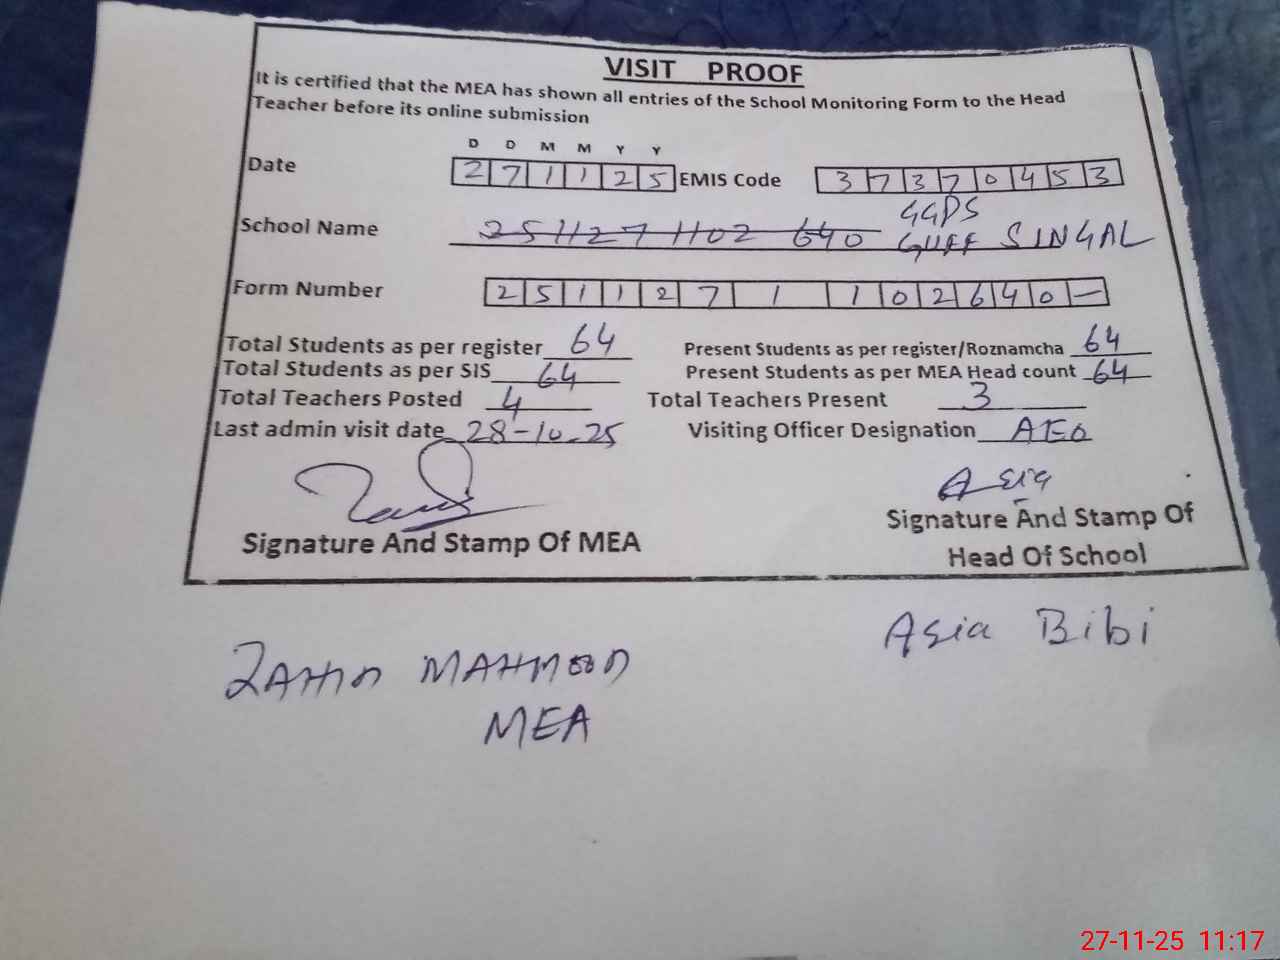 VISIT PROOF
It is certified that the MEA has shown all entries of the School Monitoring Form to the Head
Teacher before its online submission
D D M M Y Y
Date 2 7 1 1 2 5 EMIS Code 3 7 3 7 0 4 5 3
GGPS
School Name 251127 1102 640 GUFF SINGAL
Form Number 2 5 1 1 2 7 1 1 0 2 6 4 0 —
Total Students as per register 64 Present Students as per register/Roznamcha 64
Total Students as per SIS 64 Present Students as per MEA Head count 64
Total Teachers Posted 4 Total Teachers Present 3
Last admin visit date 28-10-25 Visiting Officer Designation AEO
Asia
Signature And Stamp Of MEA Signature And Stamp Of
Head Of School
ZAHID MAHMOOD Asia Bibi
MEA
27-11-25 11:17